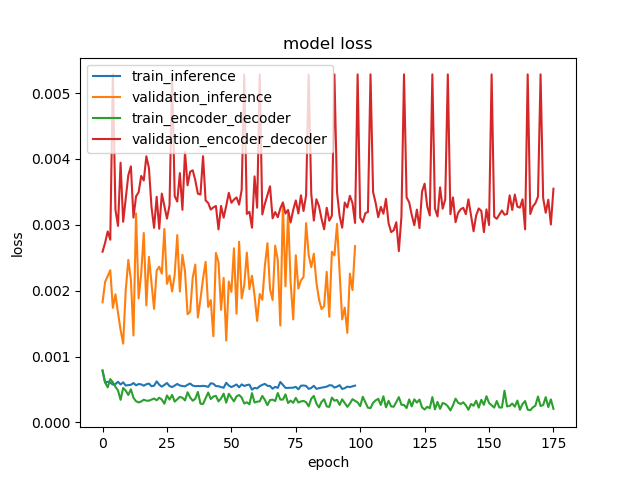 model loss
train_inference
validation_inference
train_encoder_decoder
validation_encoder_decoder
0.005
0.004
0.003
0.002
0.001
0.000
loss
0 25 50 75 100 125 150 175
epoch